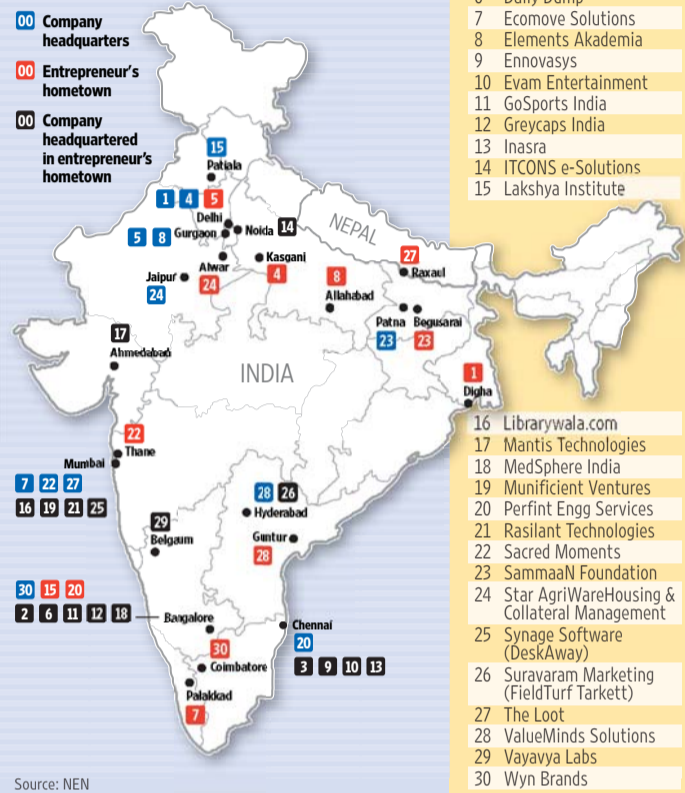 00 Company
headquarters
00 Entrepreneur's
hometown
00 Company
headquartered
in entrepreneur's
hometown
7 Ecomove Solutions
8 Elements Akademia
9 Ennovasys
10 Evam Entertainment
11 GoSports India
12 Greycaps India
13 Inasra
14 ITCONS e-Solutions
15 Lakshya Institute
15
Patiala
1 4 5
Delhi
5 8 Gurgaon
Noida 14
NEPAL
Kasgani
4
Alwar
24
Jaipur
24
27
Raxaul
8
Allahabad
Patna Begusarai
23 23
17
Ahmedabad
INDIA
1
Digha
22
Thane
Mumbai
7 22 27
16 19 21 25
28 26
Hyderabad
29
Belgaum
Guntur
28
30 15 20
2 6 11 12 18
Bangalore
Chennai
20
3 9 10 13
30
Coimbatore
Palakkad
7
16 Librarywala.com
17 Mantis Technologies
18 MedSphere India
19 Munificient Ventures
20 Perfint Engg Services
21 Rasilant Technologies
22 Sacred Moments
23 SammaaN Foundation
24 Star AgriWareHousing &
Collateral Management
25 Synage Software
(DeskAway)
26 Suravaram Marketing
(FieldTurf Tarkett)
27 The Loot
28 ValueMinds Solutions
29 Vayavya Labs
30 Wyn Brands
Source: NEN